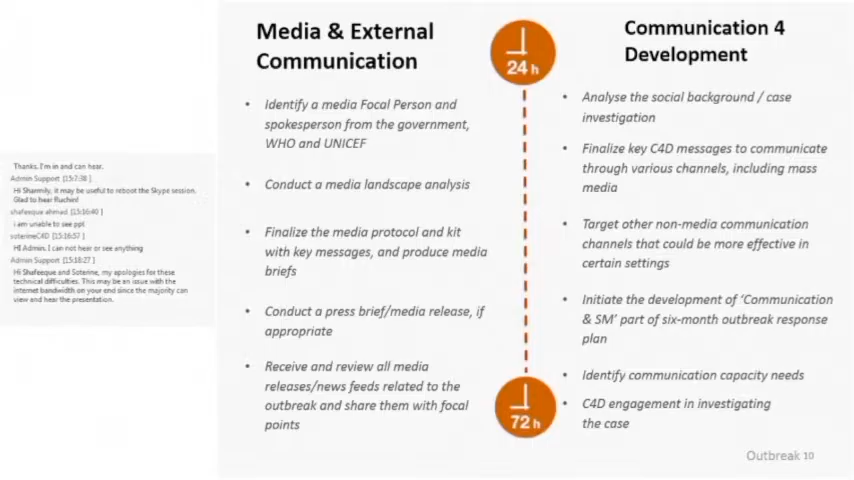 Thanks. I'm in and can hear.
Admin Support [15:7:38 ]
Hi Sharmily, it may be useful to reboot the Skype session.
Glad to hear Ruchin!
shafeeque ahmad [15:16:40 ]
i am unable to see ppt
soterineC4D [15:16:57 ]
HI Admin. I can not hear or see anything
Admin Support [15:18:27 ]
Hi Shafeeque and Soterine, my apologies for these
technical difficulties. This may be an issue with the
internet bandwidth on your end since the majority can
view and hear the presentation.
Media & External
Communication
• Identify a media Focal Person and
spokesperson from the government,
WHO and UNICEF
• Conduct a media landscape analysis
• Finalize the media protocol and kit
with key messages, and produce media
briefs
• Conduct a press brief/media release, if
appropriate
• Receive and review all media
releases/news feeds related to the
outbreak and share them with focal
points
24 h
72 h
Communication 4
Development
• Analyse the social background / case
investigation
• Finalize key C4D messages to communicate
through various channels, including mass
media
• Target other non-media communication
channels that could be more effective in
certain settings
• Initiate the development of 'Communication
& SM' part of six-month outbreak response
plan
• Identify communication capacity needs
• C4D engagement in investigating
the case
Outbreak 10